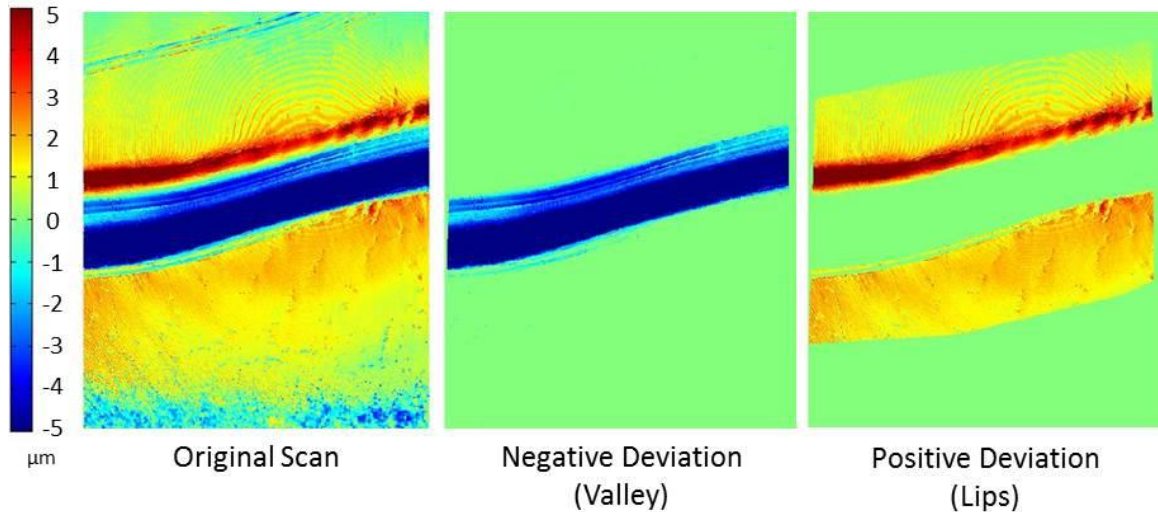 5
4
3
2
1
0
-1
-2
-3
-4
-5
µm
Original Scan
Negative Deviation
(Valley)
Positive Deviation
(Lips)